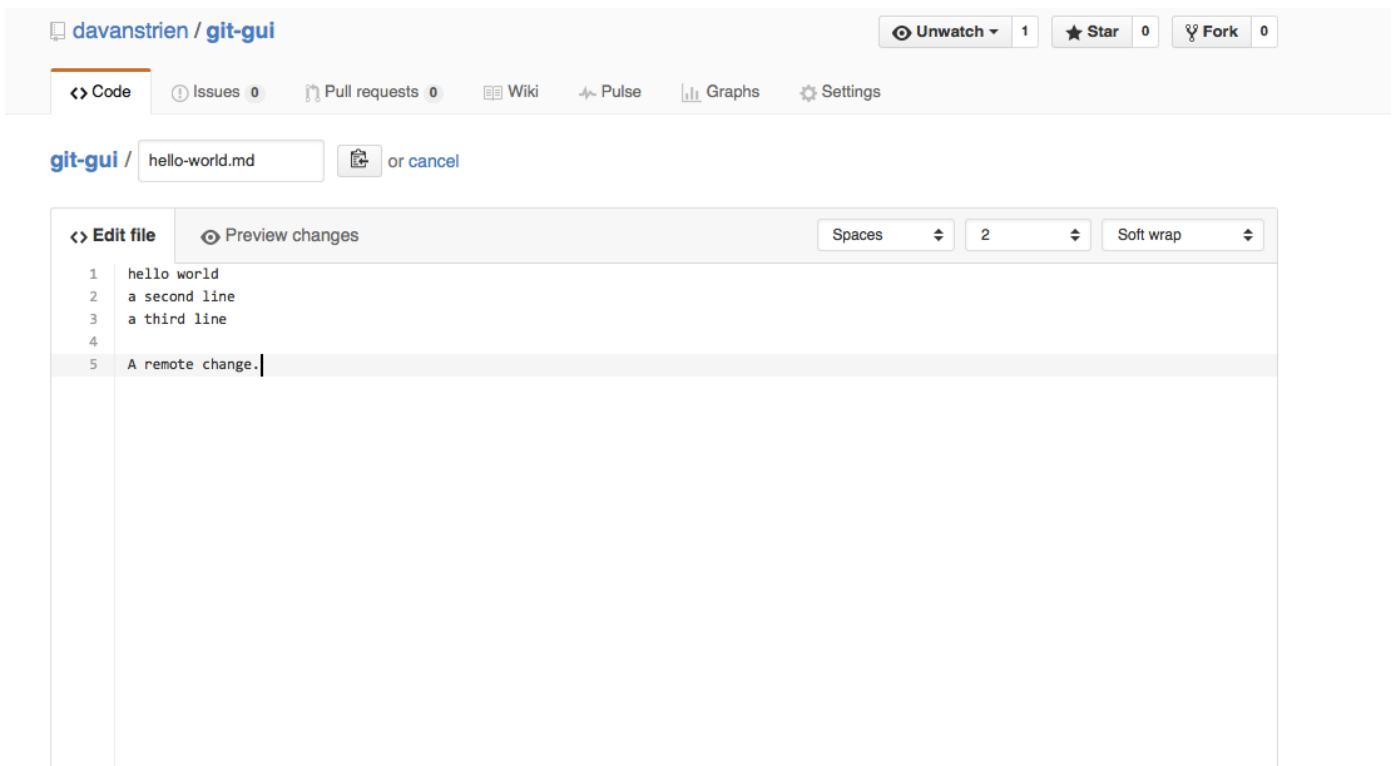 davanstrien / git-gui
Unwatch 1 Star 0 Fork 0
Code Issues 0 Pull requests 0 Wiki Pulse Graphs Settings
git-gui / hello-world.md or cancel
Edit file Preview changes Spaces 2 Soft wrap
1 hello world
2 a second line
3 a third line
4
5 A remote change.